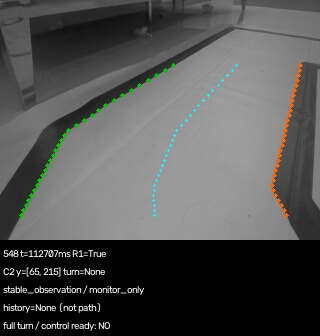 548 t=112707ms R1=True
C2 y=[65, 215] turn=None
stable_observation / monitor_only
history=None (not path)
full turn / control ready: NO